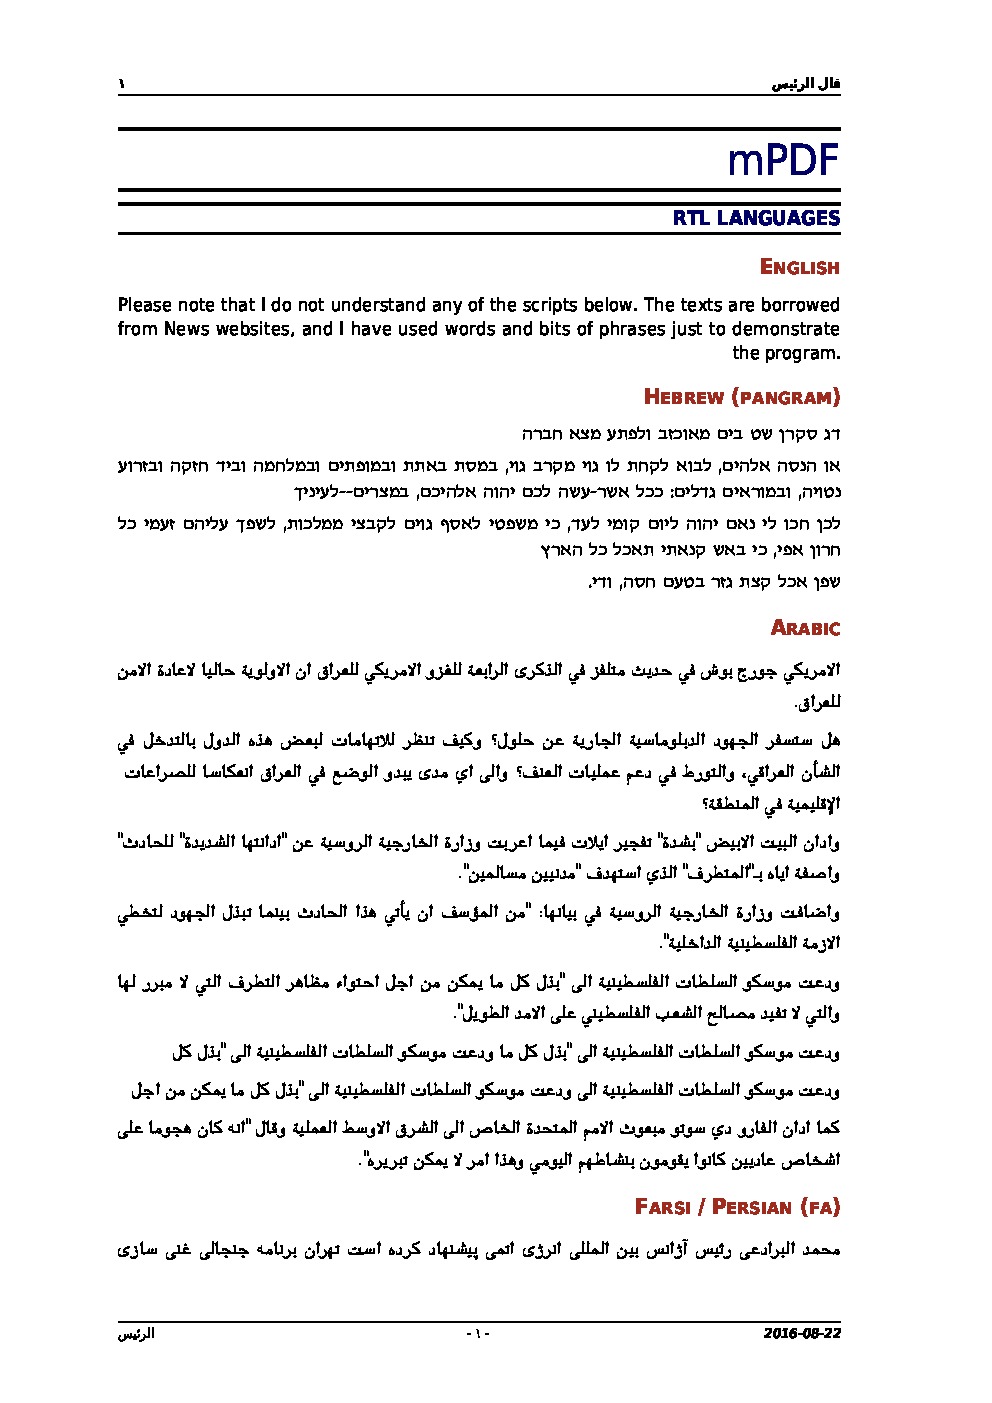 قال الرئيس ١
mPDF
RTL LANGUAGES
ENGLISH
Please note that I do not understand any of the scripts below. The texts are borrowed
from News websites, and I have used words and bits of phrases just to demonstrate
the program.
HEBREW (PANGRAM)
דג סקרן שט בים מאוכזב ולפתע מצא חברה
או הנסה אלהים, לבוא לקחת לו גוי מקרב גוי, במסת באתת ובמופתים ובמלחמה וביד חזקה ובזרוע
נטויה, ובמוראים גדלים: ככל אשר-עשה לכם יהוה אלהיכם, במצרים--לעיניך
לכן חכו לי נאם יהוה ליום קומי לעד, כי משפטי לאסף גוים לקבצי ממלכות, לשפך עליהם זעמי כל
חרון אפי, כי באש קנאתי תאכל כל הארץ
שפן אכל קצת גזר בטעם חסה, ודי.
ARABIC
الامريكي جورج بوش في حديث متلفز في الذكرى الرابعة للغزو الامريكي للعراق ان الاولوية حاليا لاعادة الامن
للعراق.
هل ستسفر الجهود الدبلوماسية الجارية عن حلول؟ وكيف تنظر للاتهامات لبعض هذه الدول بالتدخل في
الشأن العراقي، والتورط في دعم عمليات العنف؟ والى اي مدى يبدو الوضع في العراق انعكاسا للصراعات
الإقليمية في المنطقة؟
وادان البيت الابيض "بشدة" تفجير ايلات فيما اعربت وزارة الخارجية الروسية عن "ادانتها الشديدة" للحادث"
واصفة اياه بـ"المتطرف" الذي استهدف "مدنيين مسالمين".
واضافت وزارة الخارجية الروسية في بيانها: "من المؤسف ان يأتي هذا الحادث بينما تبذل الجهود لتخطي
الازمة الفلسطينية الداخلية".
ودعت موسكو السلطات الفلسطينية الى "بذل كل ما يمكن من اجل احتواء مظاهر التطرف التي لا مبرر لها
والتي لا تفيد مصالح الشعب الفلسطيني على الامد الطويل".
ودعت موسكو السلطات الفلسطينية الى "بذل كل ما ودعت موسكو السلطات الفلسطينية الى "بذل كل
ودعت موسكو السلطات الفلسطينية الى ودعت موسكو السلطات الفلسطينية الى "بذل كل ما يمكن من اجل
كما ادان الفارو دي سوتو مبعوث الامم المتحدة الخاص الى الشرق الاوسط العملية وقال "انه كان هجوما على
اشخاص عاديين كانوا يقومون بنشاطهم اليومي وهذا امر لا يمكن تبريره".
FARSI / PERSIAN (FA)
محمد البرادعى رئيس آژانس بين المللى انرژى اتمى پيشنهاد كرده است تهران برنامه جنجالى غنى سازى
2016-08-22 - ١ - الرئيس